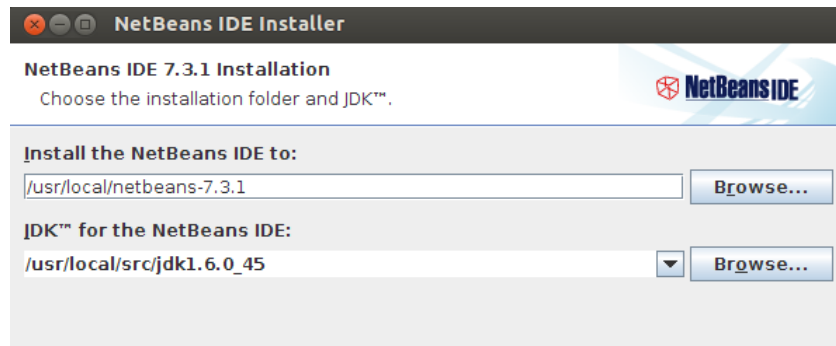 NetBeans IDE Installer
NetBeans IDE 7.3.1 Installation
Choose the installation folder and JDK™.
NetBeans IDE
Install the NetBeans IDE to:
/usr/local/netbeans-7.3.1
Browse...
JDK™ for the NetBeans IDE:
/usr/local/src/jdk1.6.0_45
Browse...